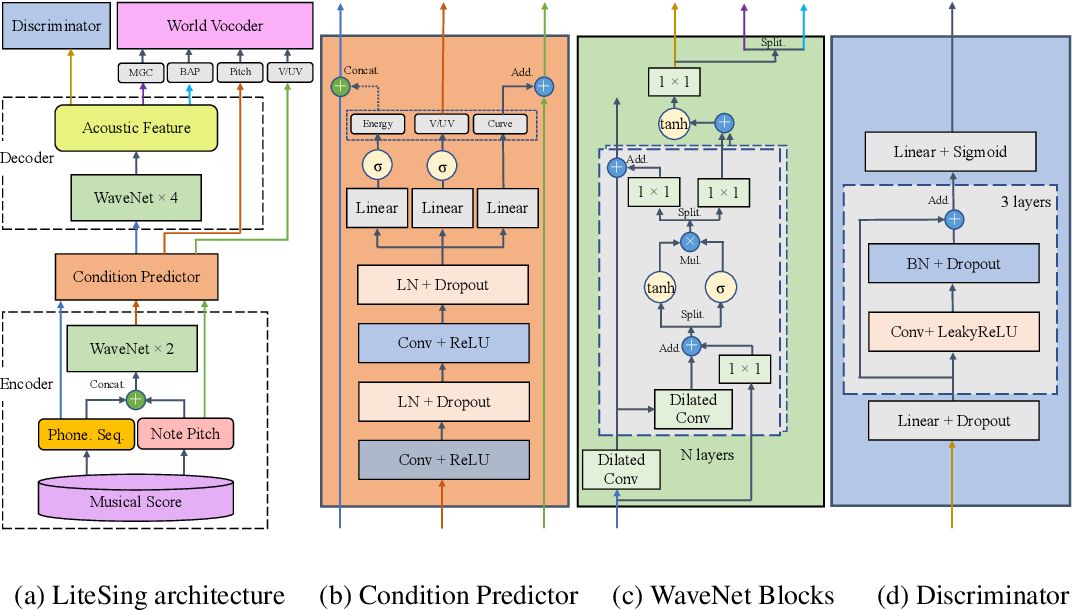 Discriminator
World Vocoder
MGC
BAP
Pitch
V/UV
Acoustic Feature
Decoder
WaveNet × 4
Condition Predictor
WaveNet × 2
Encoder
Concat.
Phone. Seq.
Note Pitch
Musical Score
(a) LiteSing architecture
Concat.
Add.
Energy
V/UV
Curve
σ
σ
Linear
Linear
Linear
LN + Dropout
Conv + ReLU
LN + Dropout
Conv + ReLU
(b) Condition Predictor
Split.
1 × 1
tanh
Add.
1 × 1
1 × 1
Split.
Mul.
tanh
σ
Split.
Add.
1 × 1
Dilated
Conv
N layers
Dilated
Conv
(c) WaveNet Blocks
Linear + Sigmoid
3 layers
Add.
BN + Dropout
Conv+ LeakyReLU
Linear + Dropout
(d) Discriminator